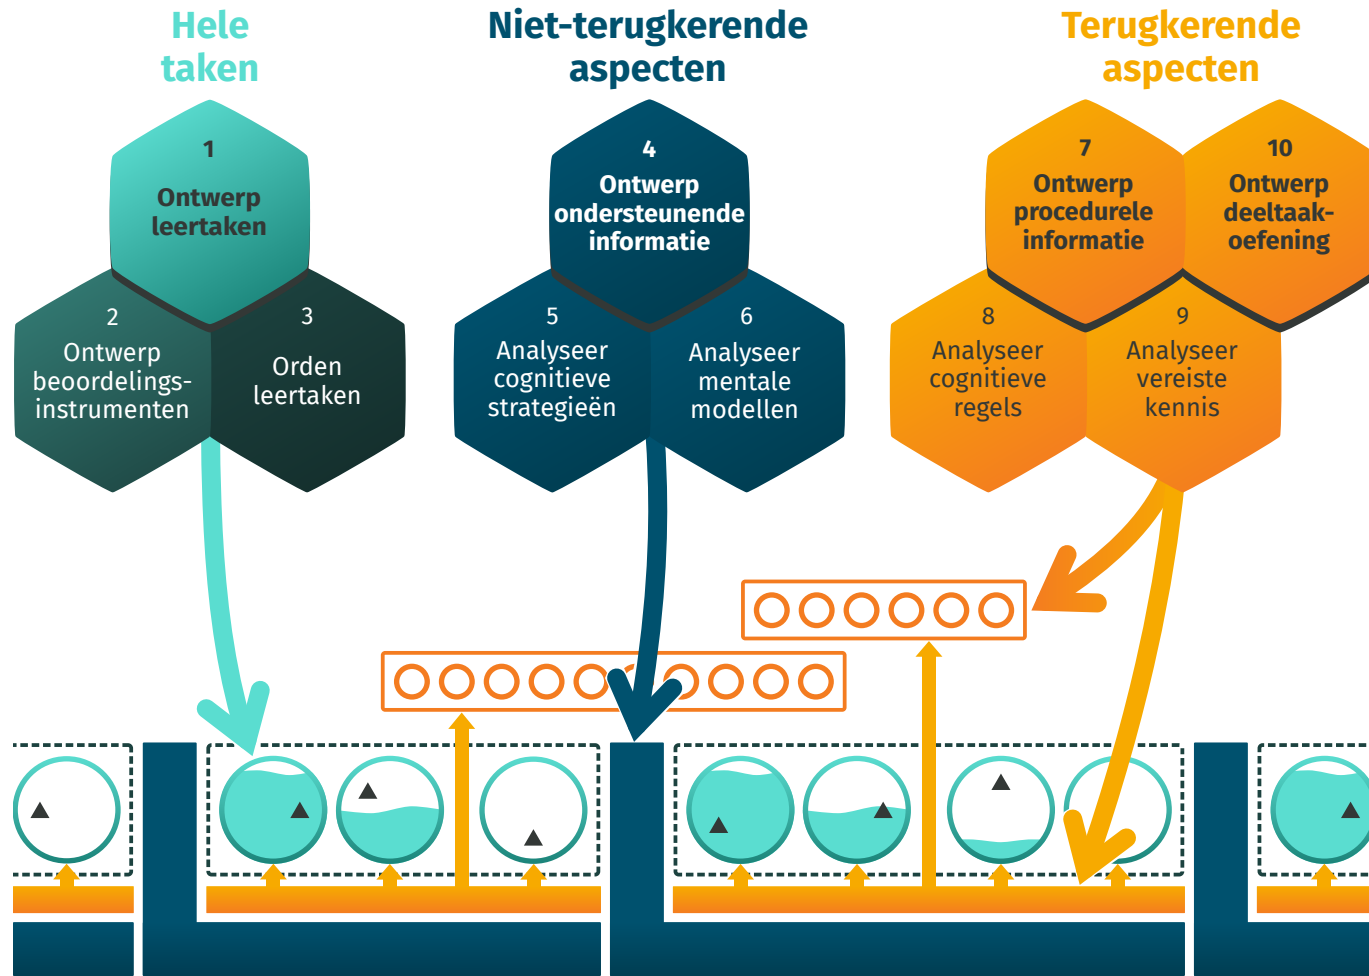 Hele
taken
Niet-terugkerende
aspecten
Terugkerende
aspecten
1
Ontwerp
leertaken
2
Ontwerp
beoordelings-
instrumenten
3
Orden
leertaken
4
Ontwerp
ondersteunende
informatie
5
Analyseer
cognitieve
strategieën
6
Analyseer
mentale
modellen
7
Ontwerp
procedurele
informatie
10
Ontwerp
deeltaak-
oefening
8
Analyseer
cognitieve
regels
9
Analyseer
vereiste
kennis